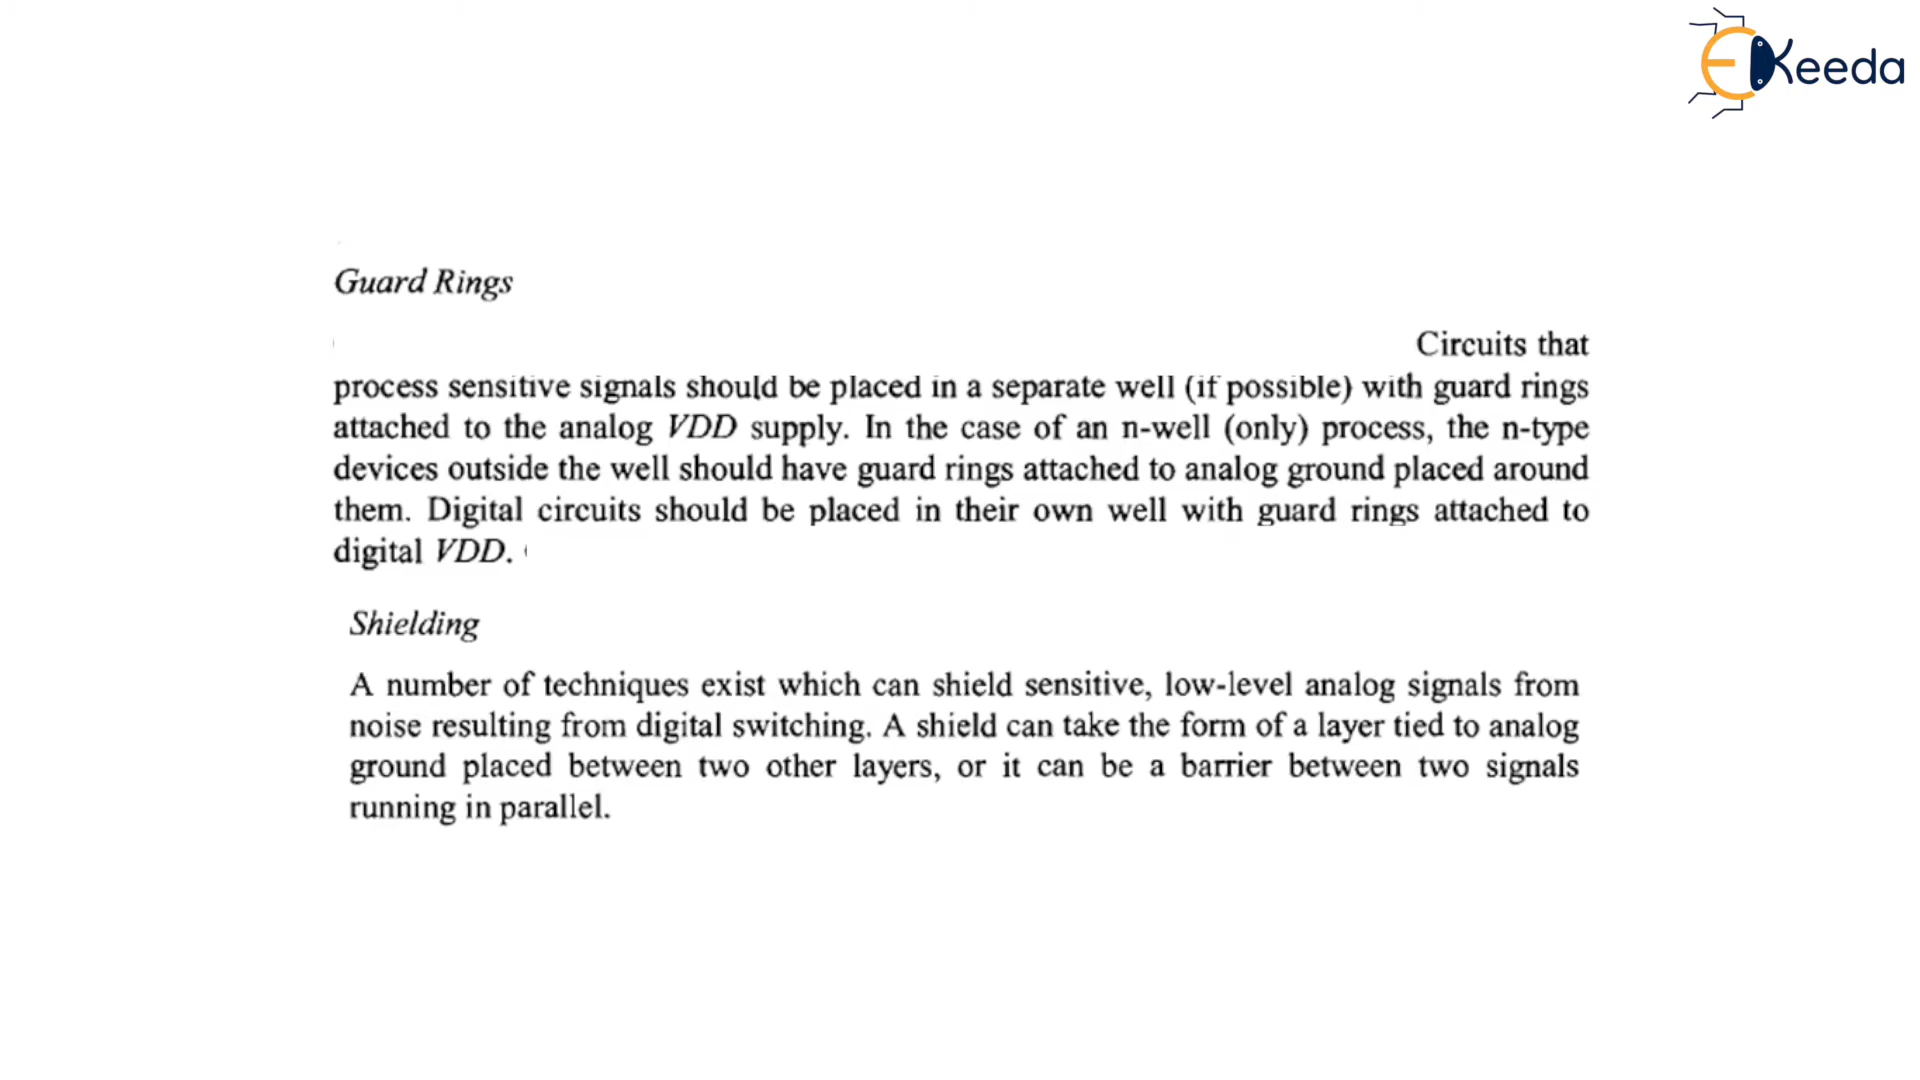 EKeeda
Guard Rings
Circuits that
process sensitive signals should be placed in a separate well (if possible) with guard rings
attached to the analog VDD supply. In the case of an n-well (only) process, the n-type
devices outside the well should have guard rings attached to analog ground placed around
them. Digital circuits should be placed in their own well with guard rings attached to
digital VDD.
Shielding
A number of techniques exist which can shield sensitive, low-level analog signals from
noise resulting from digital switching. A shield can take the form of a layer tied to analog
ground placed between two other layers, or it can be a barrier between two signals
running in parallel.